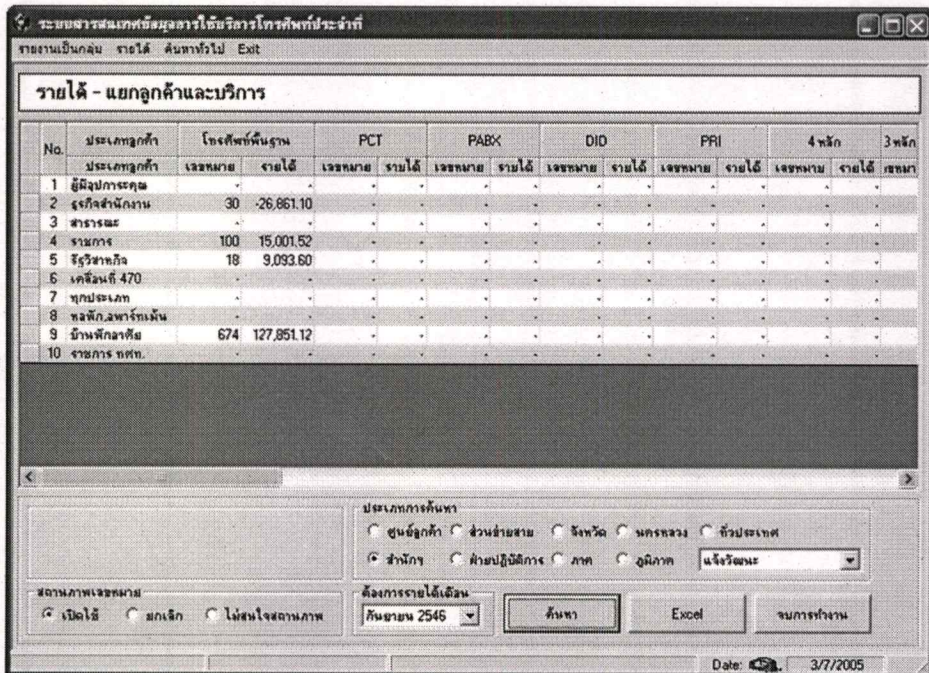 ระบบสารสนเทศข้อมูลการใช้บริการโทรศัพท์ประจำที่
รายงานเป็นกลุ่ม รายได้ ค้นหาทั่วไป Exit
รายได้ - แยกลูกค้าและบริการ
No. ประเภทลูกค้า โทรศัพท์พื้นฐาน PCT PABX DID PRI 4 หลัก 3 หลัก
ประเภทลูกค้า เลขหมาย รายได้ เลขหมาย รายได้ เลขหมาย รายได้ เลขหมาย รายได้ เลขหมาย รายได้ เลขหมาย รายได้
1 ผู้มีอุปการะคุณ - - - - - - - - - - - -
2 ธุรกิจสำนักงาน 30 -26,861.10 - - - - - - - - - -
3 สาธารณะ - - - - - - - - - - - -
4 ราชการ 100 15,001.52 - - - - - - - - - -
5 รัฐวิสาหกิจ 18 9,093.60 - - - - - - - - - -
6 เคลื่อนที่ 470 - - - - - - - - - - - -
7 ทุกประเภท - - - - - - - - - - - -
8 หอพัก,อพาร์ทเม้น - - - - - - - - - - - -
9 บ้านพักอาศัย 674 127,851.12 - - - - - - - - - -
10 ราชการ ทศท. - - - - - - - - - - - -
ประเภทการค้นหา
ศูนย์ลูกค้า ส่วนข่ายสาย จังหวัด นครหลวง ทั่วประเทศ
สำนักฯ ฝ่ายปฏิบัติการ ภาค ภูมิภาค แจ้งวัฒนะ
สถานภาพเลขหมาย
เปิดใช้ ยกเลิก ไม่สนใจสถานภาพ
ต้องการรายได้เดือน
กันยายน 2546 ค้นหา Excel จบการทำงาน
Date: 3/7/2005